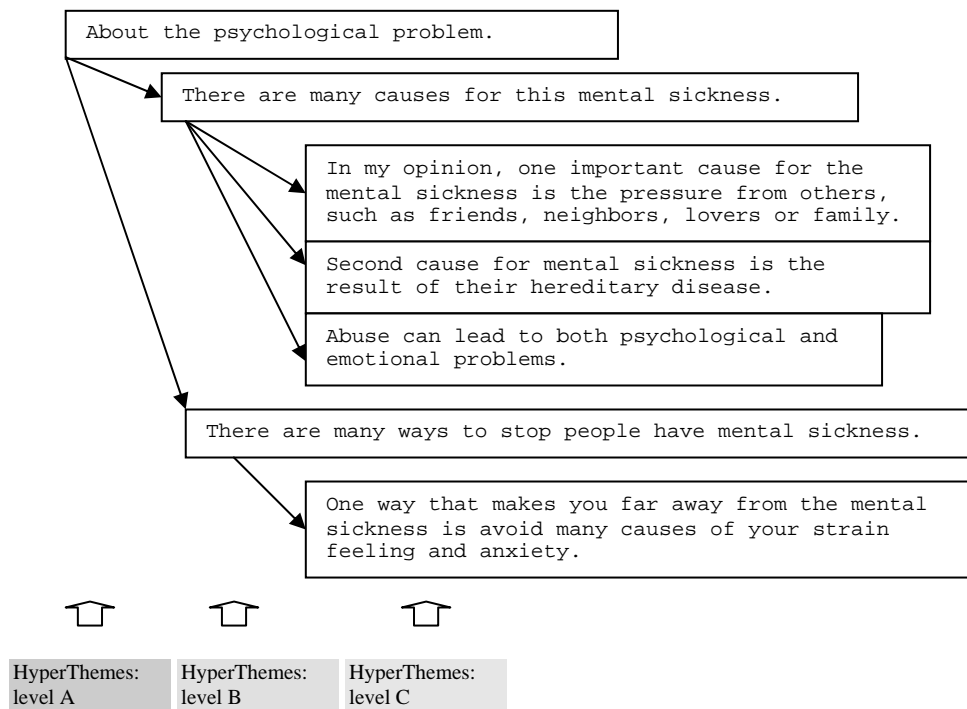 About the psychological problem.
There are many causes for this mental sickness.
In my opinion, one important cause for the
mental sickness is the pressure from others,
such as friends, neighbors, lovers or family.
Second cause for mental sickness is the
result of their hereditary disease.
Abuse can lead to both psychological and
emotional problems.
There are many ways to stop people have mental sickness.
One way that makes you far away from the mental
sickness is avoid many causes of your strain
feeling and anxiety.
HyperThemes:
level A
HyperThemes:
level B
HyperThemes:
level C